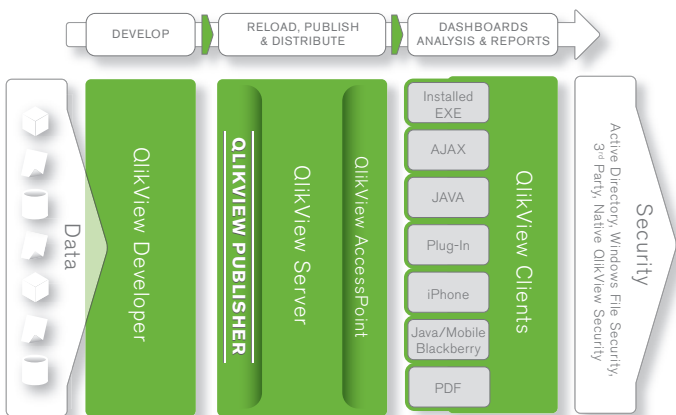 DEVELOP
RELOAD, PUBLISH
& DISTRIBUTE
DASHBOARDS
ANALYSIS & REPORTS
Data
QlikView Developer
QLIKVIEW PUBLISHER
QlikView Server
QlikView AccessPoint
Installed
EXE
AJAX
JAVA
Plug-In
iPhone
Java/Mobile
Blackberry
PDF
QlikView Clients
Security
Active Directory, Windows File Security,
3rd Party, Native QlikView Security